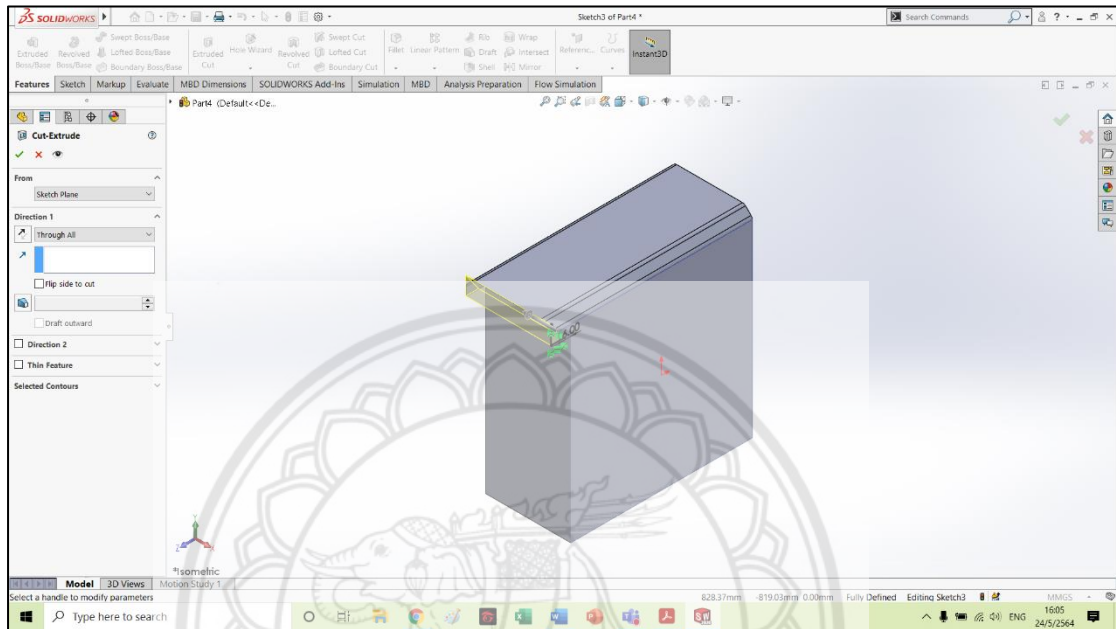 SOLIDWORKS
Sketch3 of Part4 *
Search Commands
Extruded Boss/Base
Revolved Boss/Base
Swept Boss/Base
Lofted Boss/Base
Boundary Boss/Base
Extruded Cut
Hole Wizard
Revolved Cut
Swept Cut
Lofted Cut
Boundary Cut
Fillet
Linear Pattern
Rib
Draft
Shell
Wrap
Intersect
Mirror
Referenc...
Curves
Instant3D
Features Sketch Markup Evaluate MBD Dimensions SOLIDWORKS Add-Ins Simulation MBD Analysis Preparation Flow Simulation
Part4 (Default<<De...
Cut-Extrude
From
Sketch Plane
Direction 1
Through All
Flip side to cut
Draft outward
Direction 2
Thin Feature
Selected Contours
*Isometric
Model 3D Views Motion Study 1
Select a handle to modify parameters
828.37mm -819.03mm 0.00mm Fully Defined Editing Sketch3 MMGS
Type here to search
ENG
16:05
24/5/2564